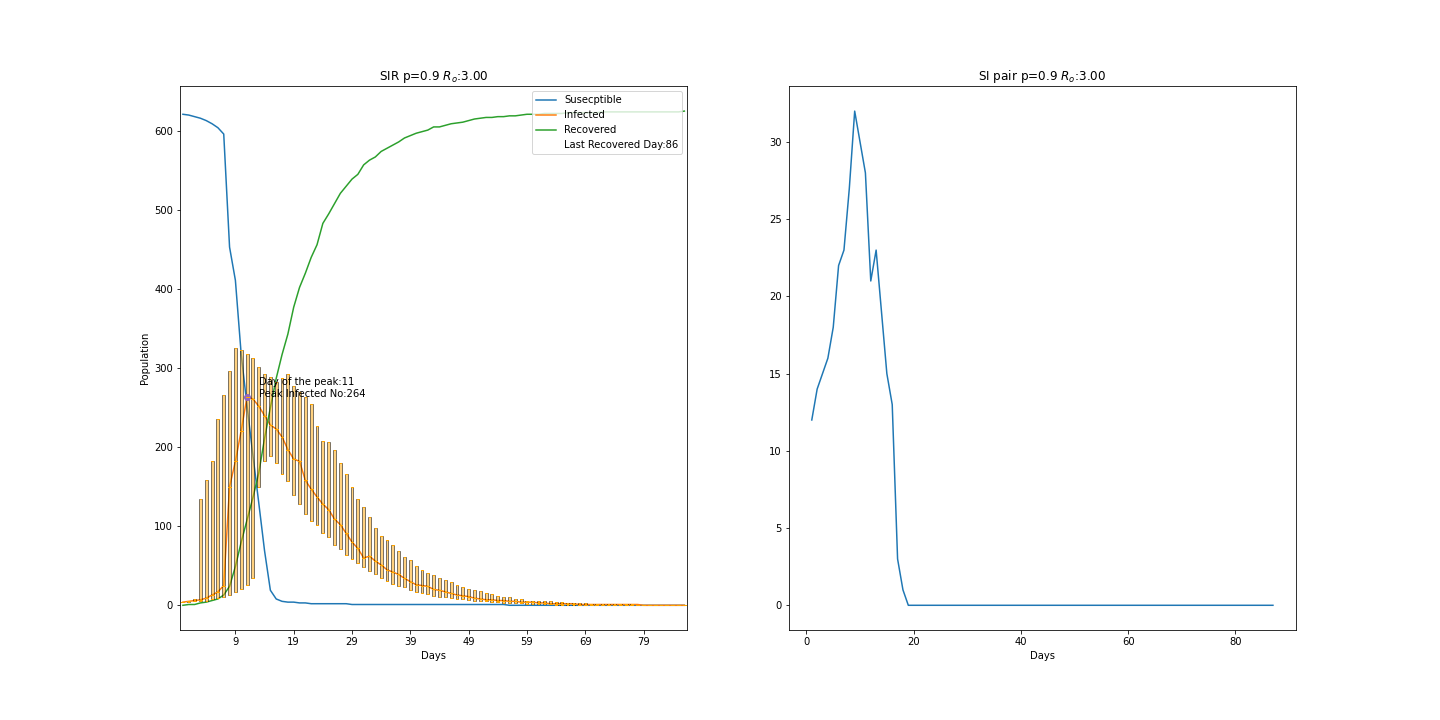 SIR p=0.9 Rₒ:3.00
Susecptible
Infected
Recovered
Last Recovered Day:86
Day of the peak:11
Peak Infected No:264
Population
600
500
400
300
200
100
0
9 19 29 39 49 59 69 79
Days
SI pair p=0.9 Rₒ:3.00
30
25
20
15
10
5
0
0 20 40 60 80
Days